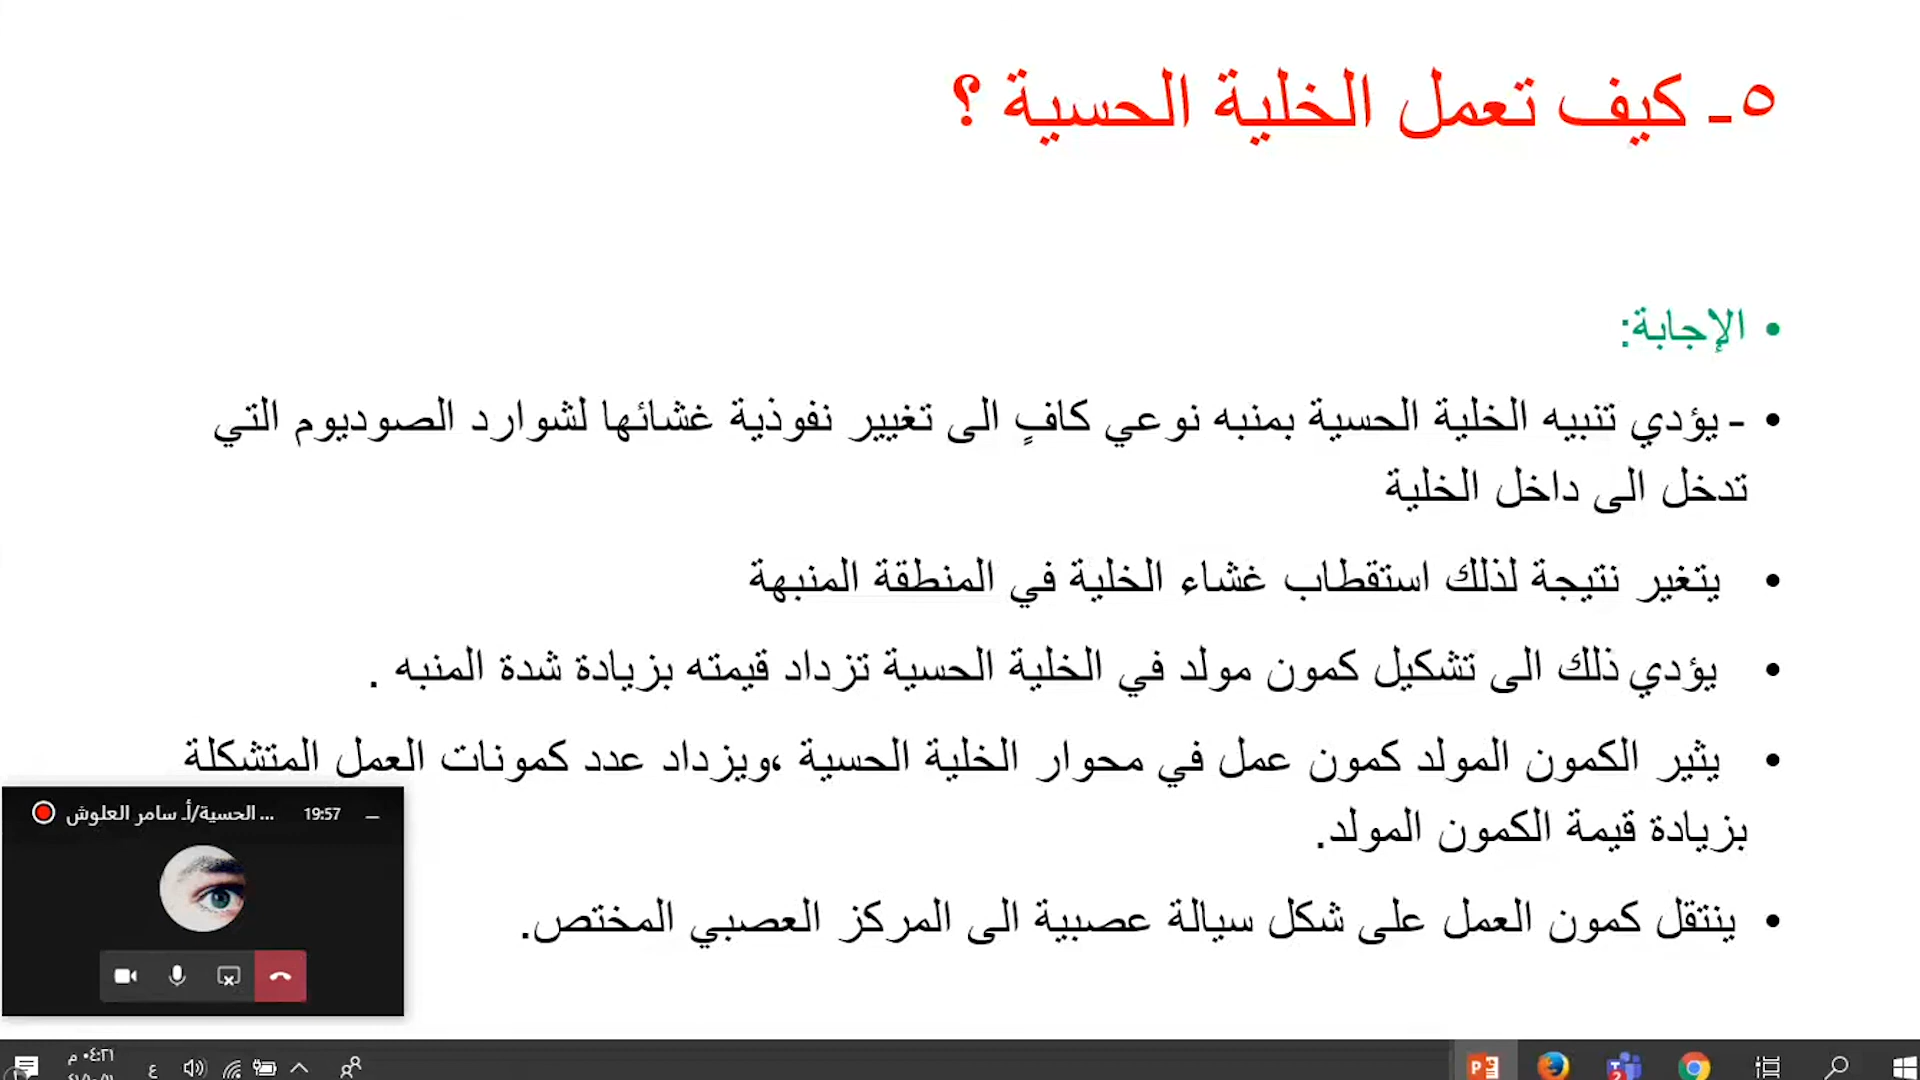 ٥- كيف تعمل الخلية الحسية ؟
• الإجابة:
• - يؤدي تنبيه الخلية الحسية بمنبه نوعي كافٍ الى تغيير نفوذية غشائها لشوارد الصوديوم التي
تدخل الى داخل الخلية
• يتغير نتيجة لذلك استقطاب غشاء الخلية في المنطقة المنبهة
• يؤدي ذلك الى تشكيل كمون مولد في الخلية الحسية تزداد قيمته بزيادة شدة المنبه .
• يثير الكمون المولد كمون عمل في محوار الخلية الحسية ،ويزداد عدد كمونات العمل المتشكلة
بزيادة قيمة الكمون المولد.
• ينتقل كمون العمل على شكل سيالة عصبية الى المركز العصبي المختص.
... الحسية/أ.سامر العلوش 19:57
٠٤:٢١ م
ع